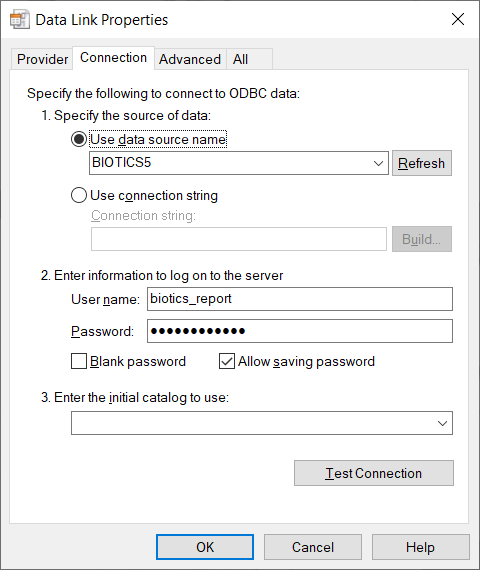 Data Link Properties
Provider Connection Advanced All
Specify the following to connect to ODBC data:
1. Specify the source of data:
Use data source name
BIOTICS5 Refresh
Use connection string
Connection string:
Build...
2. Enter information to log on to the server
User name: biotics_report
Password: ●●●●●●●●●●●●
Blank password Allow saving password
3. Enter the initial catalog to use:
Test Connection
OK Cancel Help